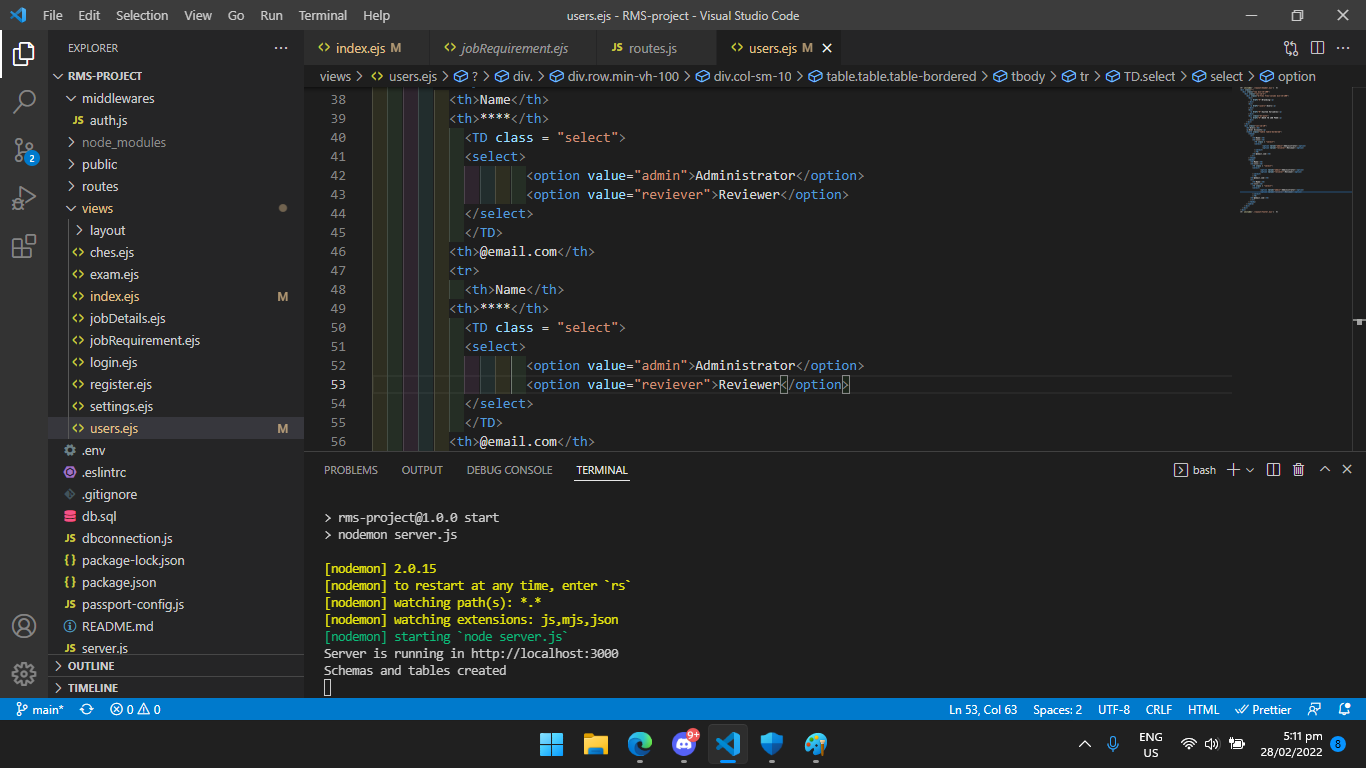 File Edit Selection View Go Run Terminal Help
users.ejs - RMS-project - Visual Studio Code
EXPLORER
RMS-PROJECT
middlewares
JS auth.js
node_modules
public
routes
views
layout
ches.ejs
exam.ejs
index.ejs M
jobDetails.ejs
jobRequirement.ejs
login.ejs
register.ejs
settings.ejs
users.ejs M
.env
.eslintrc
.gitignore
db.sql
JS dbconnection.js
{} package-lock.json
{} package.json
JS passport-config.js
README.md
JS server.js
OUTLINE
TIMELINE
2
index.ejs M
jobRequirement.ejs
JS routes.js
users.ejs M
views > users.ejs > ? > div. > div.row.min-vh-100 > div.col-sm-10 > table.table.table-bordered > tbody > tr > TD.select > select > option
38 <th>Name</th>
39 <th>****</th>
40 <TD class = "select">
41 <select>
42 <option value="admin">Administrator</option>
43 <option value="reviever">Reviewer</option>
44 </select>
45 </TD>
46 <th>@email.com</th>
47 <tr>
48 <th>Name</th>
49 <th>****</th>
50 <TD class = "select">
51 <select>
52 <option value="admin">Administrator</option>
53 <option value="reviever">Reviewer</option>
54 </select>
55 </TD>
56 <th>@email.com</th>
PROBLEMS OUTPUT DEBUG CONSOLE TERMINAL
bash
> rms-project@1.0.0 start
> nodemon server.js
[nodemon] 2.0.15
[nodemon] to restart at any time, enter `rs`
[nodemon] watching path(s): *.*
[nodemon] watching extensions: js,mjs,json
[nodemon] starting `node server.js`
Server is running in http://localhost:3000
Schemas and tables created
main* 0 0
Ln 53, Col 63 Spaces: 2 UTF-8 CRLF HTML Prettier
9+
ENG
US
5:11 pm
28/02/2022
8